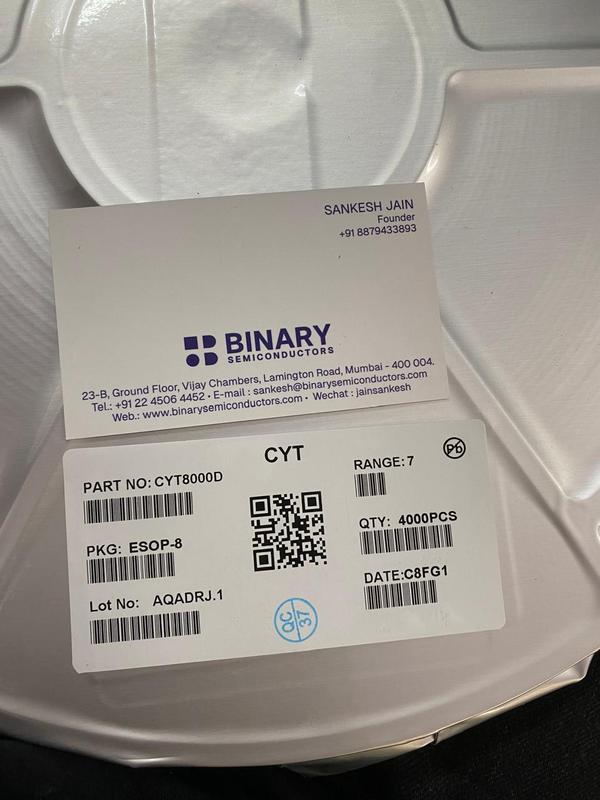 SANKESH JAIN
Founder
+91 8879433893
BINARY
SEMICONDUCTORS
23-B, Ground Floor, Vijay Chambers, Lamington Road, Mumbai - 400 004.
Tel.: +91 22 4506 4452 • E-mail : sankesh@binarysemiconductors.com
Web.: www.binarysemiconductors.com • Wechat : jainsankesh
CYT
PART NO: CYT8000D
RANGE: 7
Pb
PKG: ESOP-8
QTY: 4000PCS
Lot No: AQADRJ.1
DATE:C8FG1
QC
37